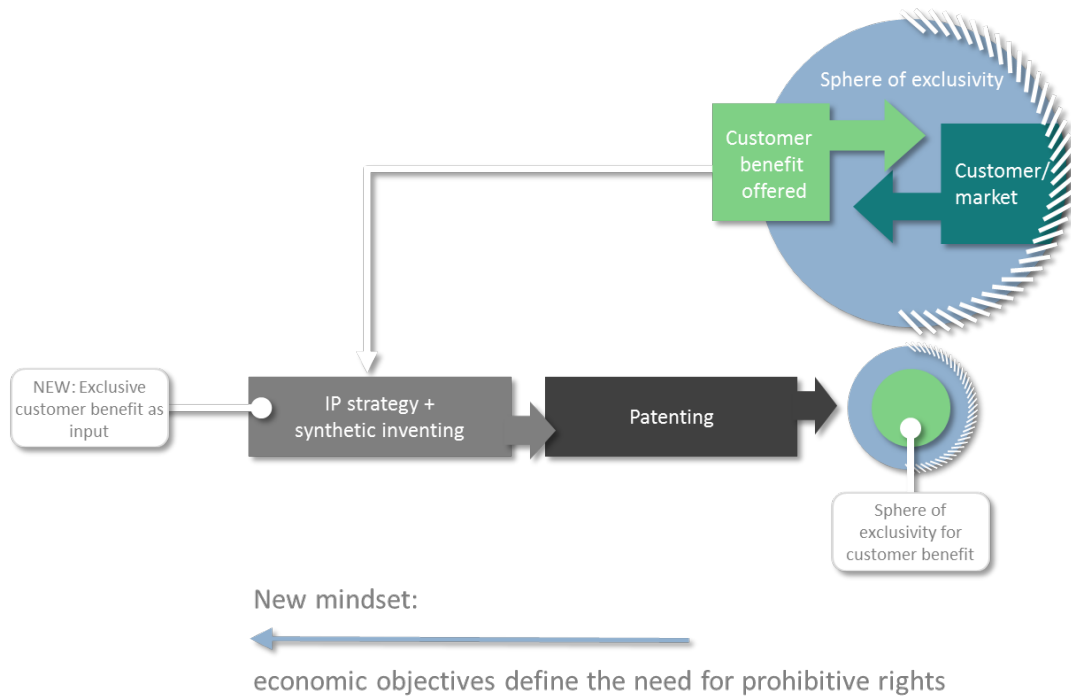 Sphere of exclusivity
Customer
benefit
offered
Customer/
market
NEW: Exclusive
customer benefit as
input
IP strategy +
synthetic inventing
Patenting
Sphere of
exclusivity for
customer benefit
New mindset:
economic objectives define the need for prohibitive rights